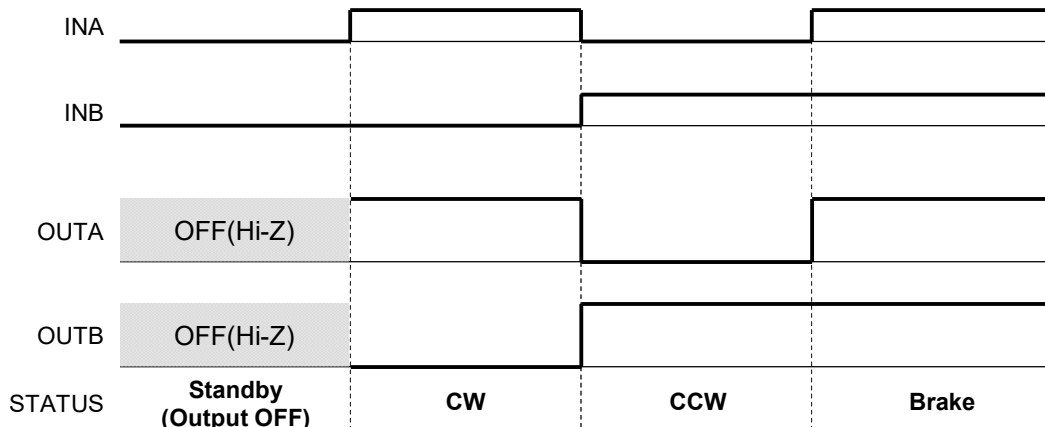 INA
INB
OUTA OFF(Hi-Z)
OUTB OFF(Hi-Z)
STATUS Standby (Output OFF) CW CCW Brake